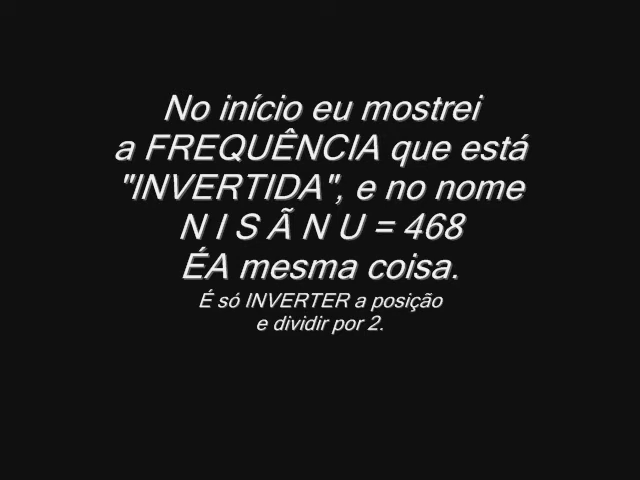 No início eu mostrei
a FREQUÊNCIA que está
"INVERTIDA", e no nome
N I S Ã N U = 468
ÉA mesma coisa.
É só INVERTER a posição
e dividir por 2.